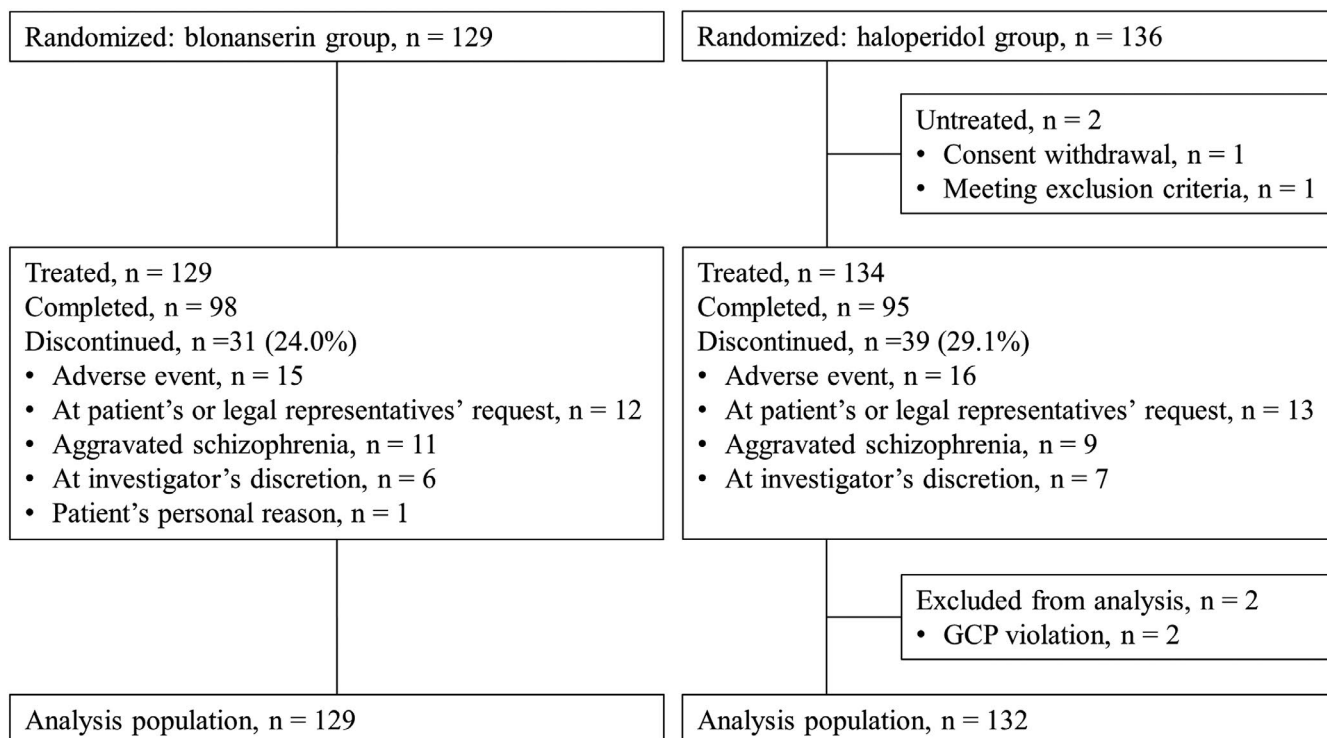 Randomized: blonanserin group, n = 129
Randomized: haloperidol group, n = 136
Untreated, n = 2
• Consent withdrawal, n = 1
• Meeting exclusion criteria, n = 1
Treated, n = 129
Completed, n = 98
Discontinued, n =31 (24.0%)
• Adverse event, n = 15
• At patient’s or legal representatives’ request, n = 12
• Aggravated schizophrenia, n = 11
• At investigator’s discretion, n = 6
• Patient’s personal reason, n = 1
Treated, n = 134
Completed, n = 95
Discontinued, n =39 (29.1%)
• Adverse event, n = 16
• At patient’s or legal representatives’ request, n = 13
• Aggravated schizophrenia, n = 9
• At investigator’s discretion, n = 7
Excluded from analysis, n = 2
• GCP violation, n = 2
Analysis population, n = 129
Analysis population, n = 132